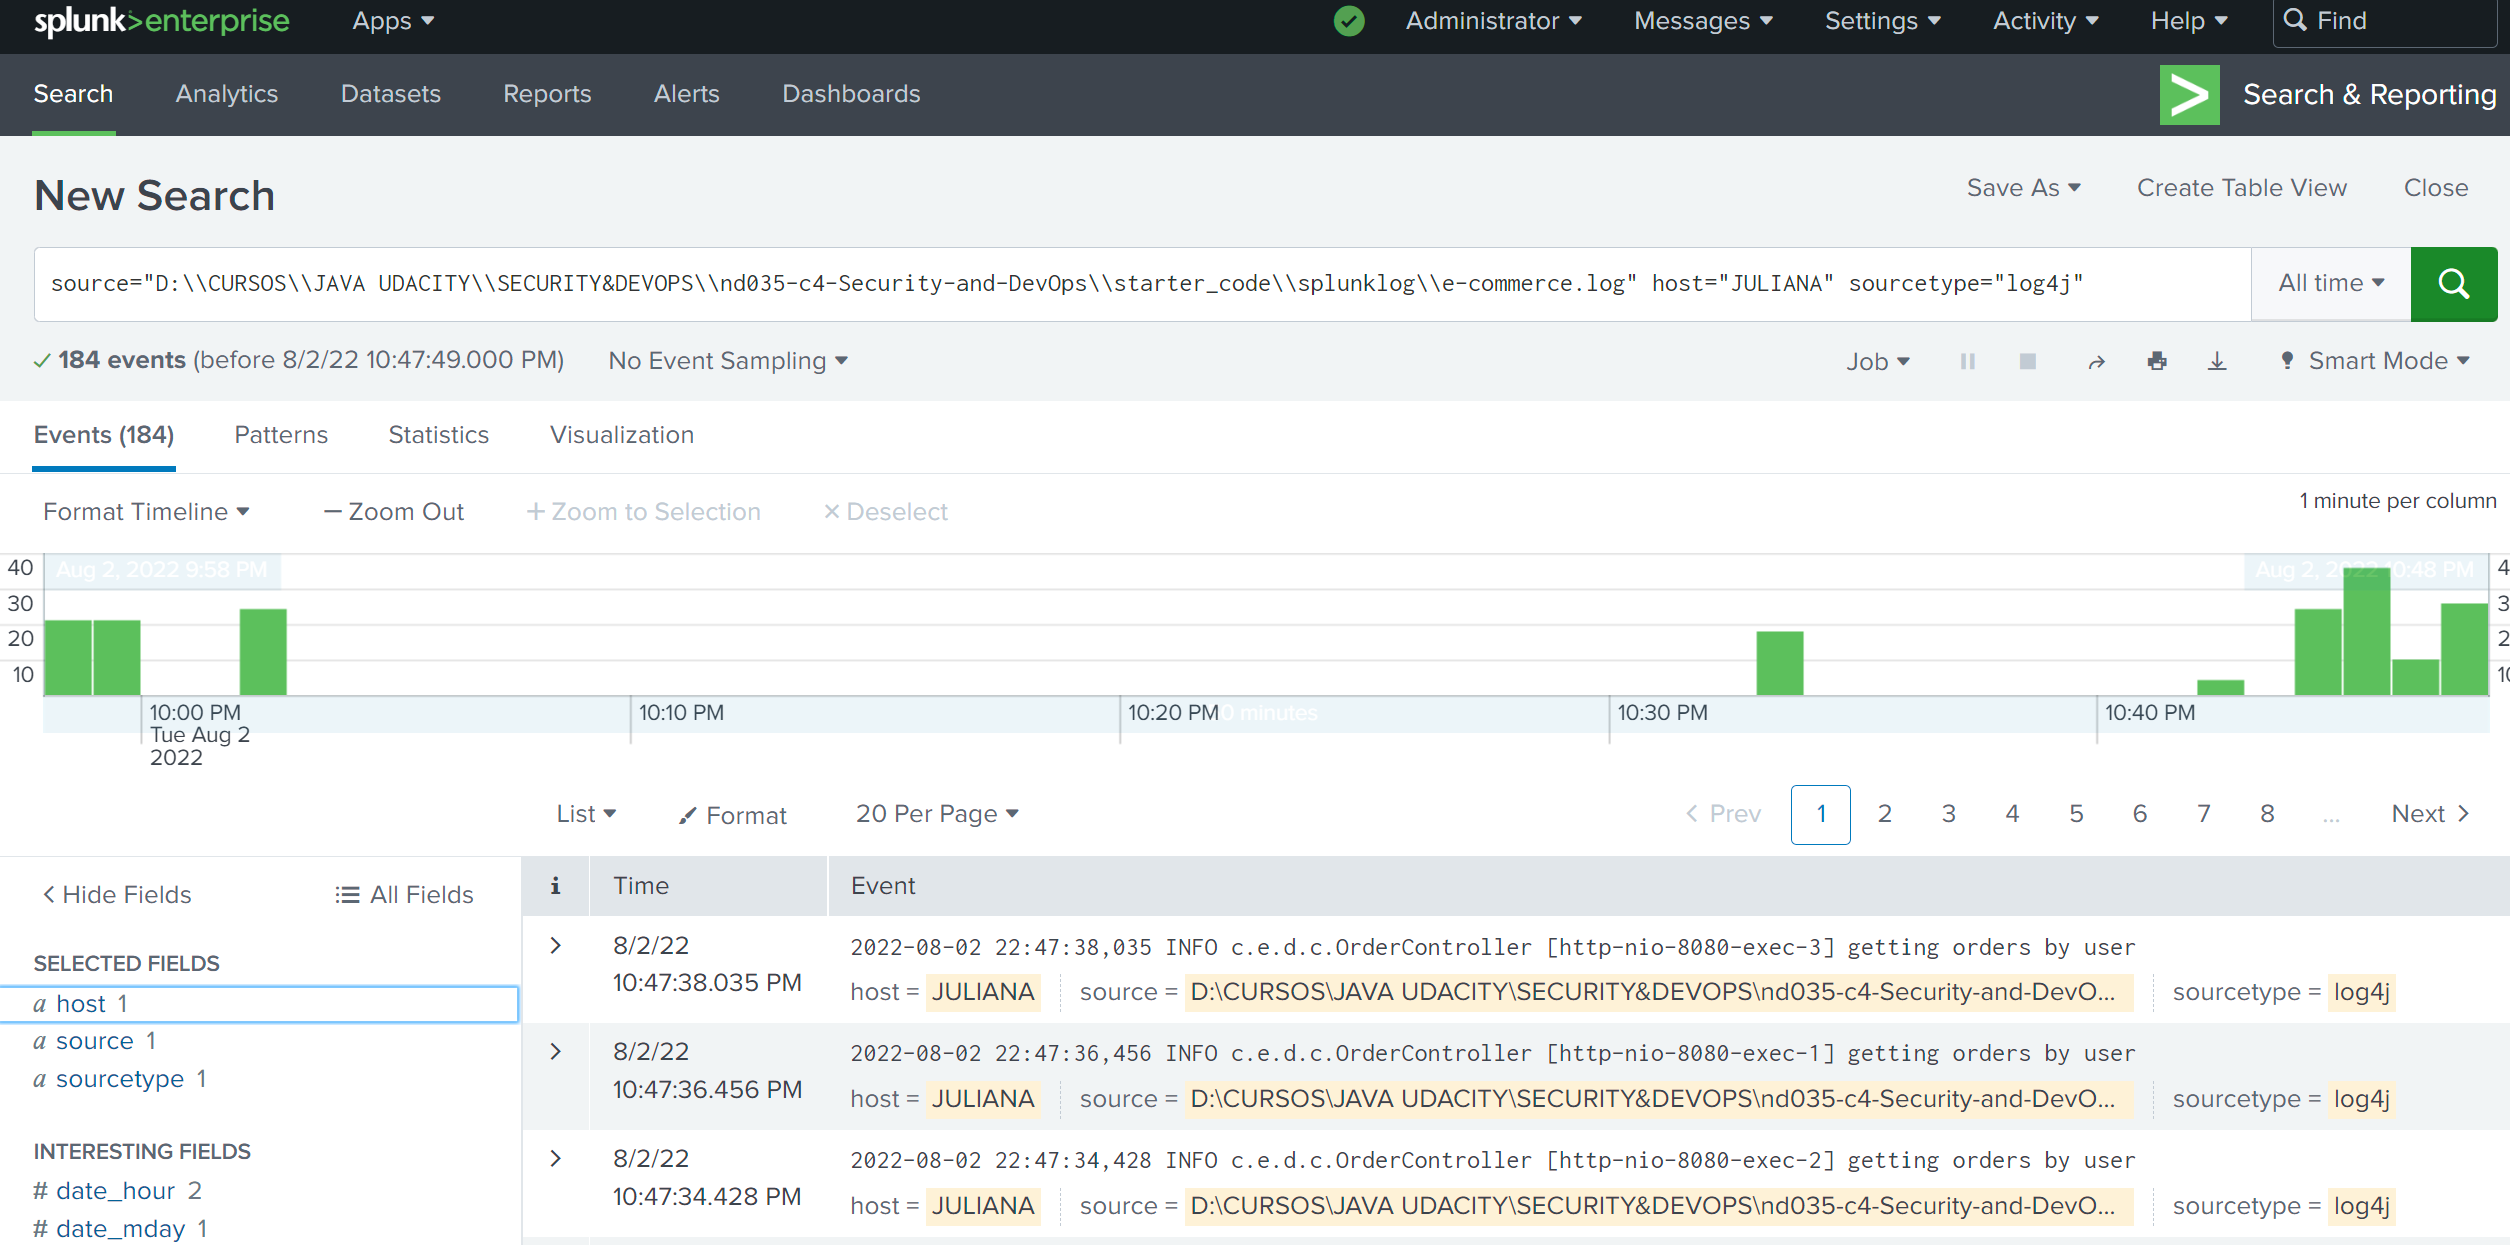 splunk>enterprise Apps Administrator Messages Settings Activity Help Find
Search Analytics Datasets Reports Alerts Dashboards Search & Reporting
New Search Save As Create Table View Close
source="D:\\CURSOS\\JAVA UDACITY\\SECURITY&DEVOPS\\nd035-c4-Security-and-DevOps\\starter_code\\splunklog\\e-commerce.log" host="JULIANA" sourcetype="log4j" All time
184 events (before 8/2/22 10:47:49.000 PM) No Event Sampling Job Smart Mode
Events (184) Patterns Statistics Visualization
Format Timeline — Zoom Out + Zoom to Selection × Deselect 1 minute per column
Aug 2, 2022 9:58 PM Aug 2, 2022 10:48 PM
40 4
30 3
20 2
10 10
10:00 PM 10:10 PM 10:20 PM 0 minutes 10:30 PM 10:40 PM
Tue Aug 2
2022
List Format 20 Per Page < Prev 1 2 3 4 5 6 7 8 ... Next >
< Hide Fields All Fields i Time Event
SELECTED FIELDS
a host 1
a source 1
a sourcetype 1
INTERESTING FIELDS
# date_hour 2
# date_mday 1
> 8/2/22 2022-08-02 22:47:38,035 INFO c.e.d.c.OrderController [http-nio-8080-exec-3] getting orders by user
10:47:38.035 PM host = JULIANA source = D:\CURSOS\JAVA UDACITY\SECURITY&DEVOPS\nd035-c4-Security-and-DevO... sourcetype = log4j
> 8/2/22 2022-08-02 22:47:36,456 INFO c.e.d.c.OrderController [http-nio-8080-exec-1] getting orders by user
10:47:36.456 PM host = JULIANA source = D:\CURSOS\JAVA UDACITY\SECURITY&DEVOPS\nd035-c4-Security-and-DevO... sourcetype = log4j
> 8/2/22 2022-08-02 22:47:34,428 INFO c.e.d.c.OrderController [http-nio-8080-exec-2] getting orders by user
10:47:34.428 PM host = JULIANA source = D:\CURSOS\JAVA UDACITY\SECURITY&DEVOPS\nd035-c4-Security-and-DevO... sourcetype = log4j